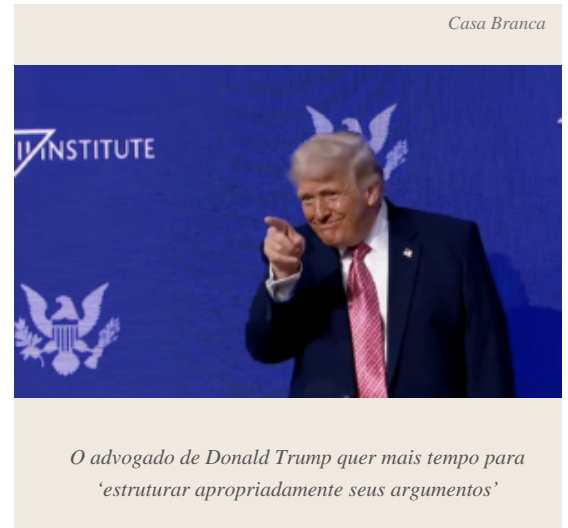 Casa Branca
INSTITUTE
O advogado de Donald Trump quer mais tempo para
‘estruturar apropriadamente seus argumentos’